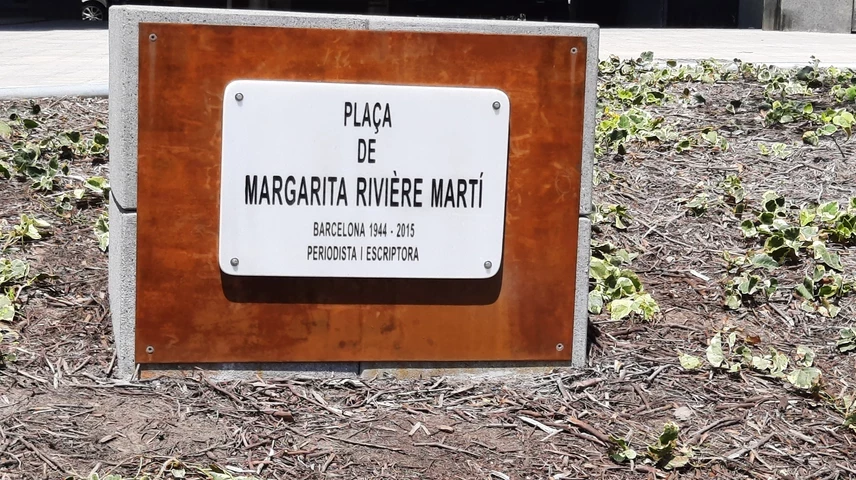 PLAÇA
DE
MARGARITA RIVIÈRE MARTÍ
BARCELONA 1944 - 2015
PERIODISTA I ESCRIPTORA